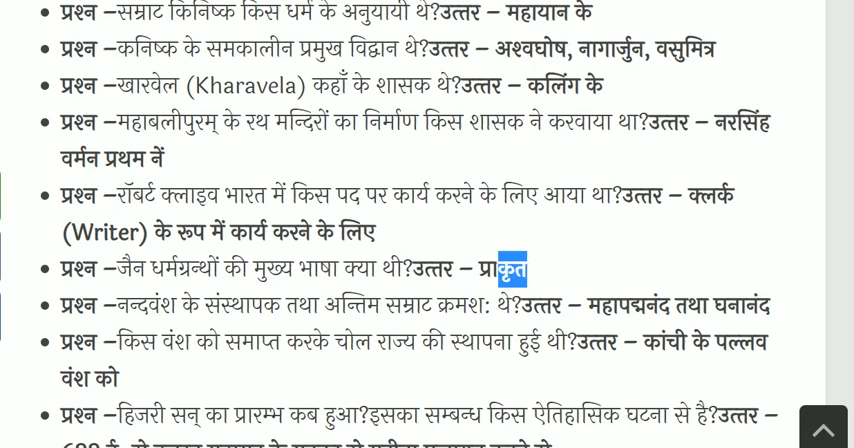 प्रश्न –सम्राट किनिष्क किस धर्म के अनुयायी थे?उत्तर – महायान के
प्रश्न –कनिष्क के समकालीन प्रमुख विद्वान थे?उत्तर – अश्वघोष, नागार्जुन, वसुमित्र
प्रश्न –खारवेल (Kharavela) कहाँ के शासक थे?उत्तर – कलिंग के
प्रश्न –महाबलीपुरम् के रथ मन्दिरों का निर्माण किस शासक ने करवाया था?उत्तर – नरसिंह
वर्मन प्रथम नें
प्रश्न –रॉबर्ट क्लाइव भारत में किस पद पर कार्य करने के लिए आया था?उत्तर – क्लर्क
(Writer) के रूप में कार्य करने के लिए
प्रश्न –जैन धर्मग्रन्थों की मुख्य भाषा क्या थी?उत्तर – प्राकृत
प्रश्न –नन्दवंश के संस्थापक तथा अन्तिम सम्राट क्रमश: थे?उत्तर – महापद्मनंद तथा घनानंद
प्रश्न –किस वंश को समाप्त करके चोल राज्य की स्थापना हुई थी?उत्तर – कांची के पल्लव
वंश को
प्रश्न –हिजरी सन् का प्रारम्भ कब हुआ?इसका सम्बन्ध किस ऐतिहासिक घटना से है?उत्तर –